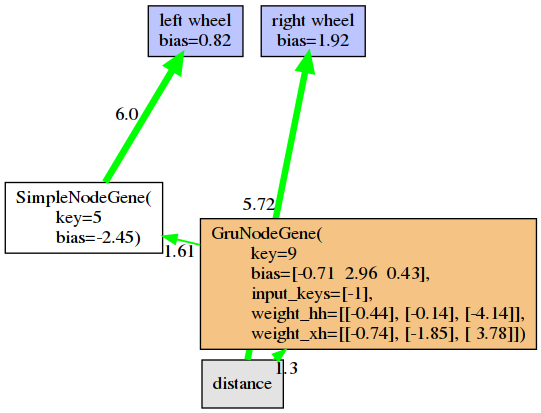 left wheel
bias=0.82
right wheel
bias=1.92
6.0
5.72
SimpleNodeGene(
key=5
bias=-2.45)
1.61
GruNodeGene(
key=9
bias=[-0.71 2.96 0.43],
input_keys=[-1],
weight_hh=[[-0.44], [-0.14], [-4.14]],
weight_xh=[[-0.74], [-1.85], [ 3.78]])
1.3
distance